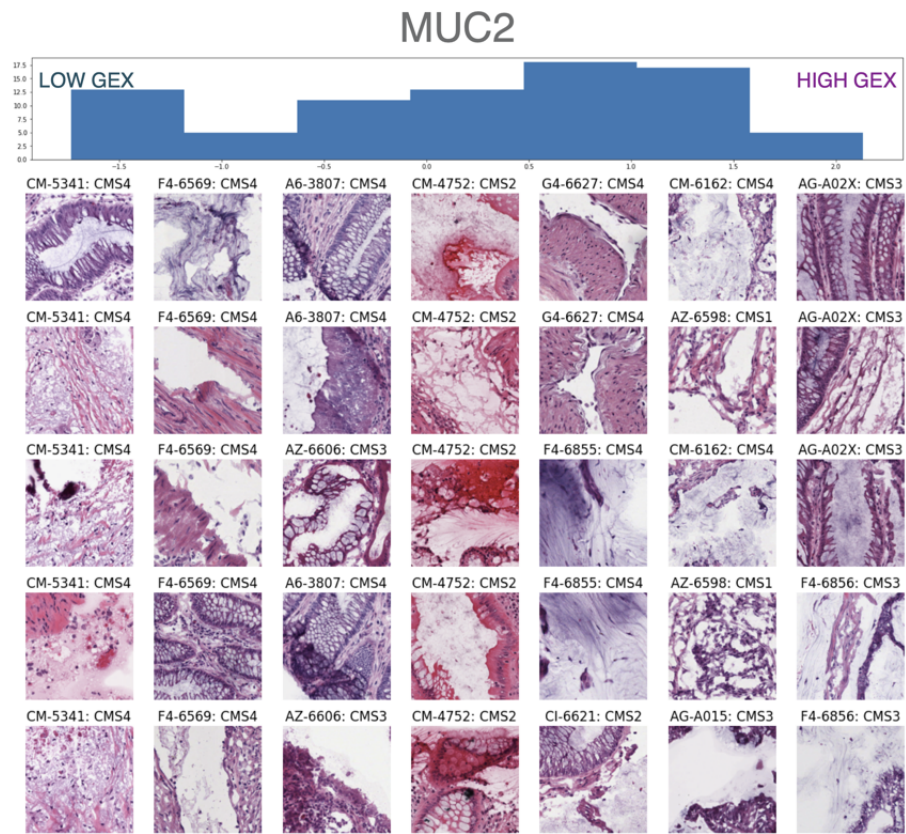 MUC2
17.5
LOW GEX HIGH GEX
15.0
12.5
10.0
7.5
5.0
2.5
0.0
−1.5 −1.0 −0.5 0.0 0.5 1.0 1.5 2.0
CM-5341: CMS4 F4-6569: CMS4 A6-3807: CMS4 CM-4752: CMS2 G4-6627: CMS4 CM-6162: CMS4 AG-A02X: CMS3
CM-5341: CMS4 F4-6569: CMS4 A6-3807: CMS4 CM-4752: CMS2 G4-6627: CMS4 AZ-6598: CMS1 AG-A02X: CMS3
CM-5341: CMS4 F4-6569: CMS4 AZ-6606: CMS3 CM-4752: CMS2 F4-6855: CMS4 CM-6162: CMS4 AG-A02X: CMS3
CM-5341: CMS4 F4-6569: CMS4 A6-3807: CMS4 CM-4752: CMS2 F4-6855: CMS4 AZ-6598: CMS1 F4-6856: CMS3
CM-5341: CMS4 F4-6569: CMS4 AZ-6606: CMS3 CM-4752: CMS2 CI-6621: CMS2 AG-A015: CMS3 F4-6856: CMS3